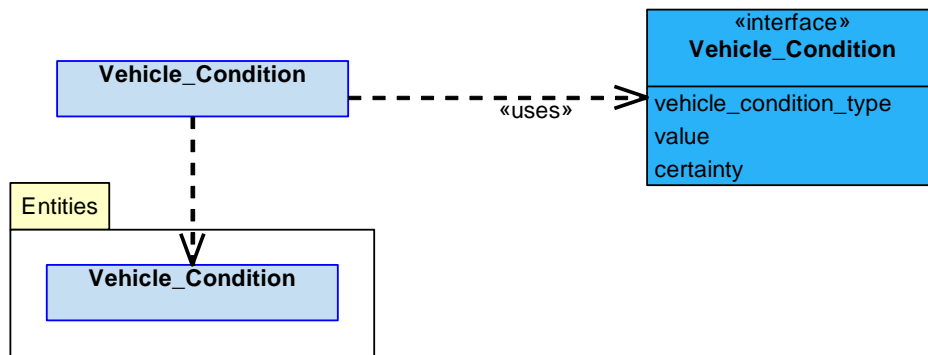 «interface»
Vehicle_Condition
Vehicle_Condition
«uses»
vehicle_condition_type
value
certainty
Entities
Vehicle_Condition